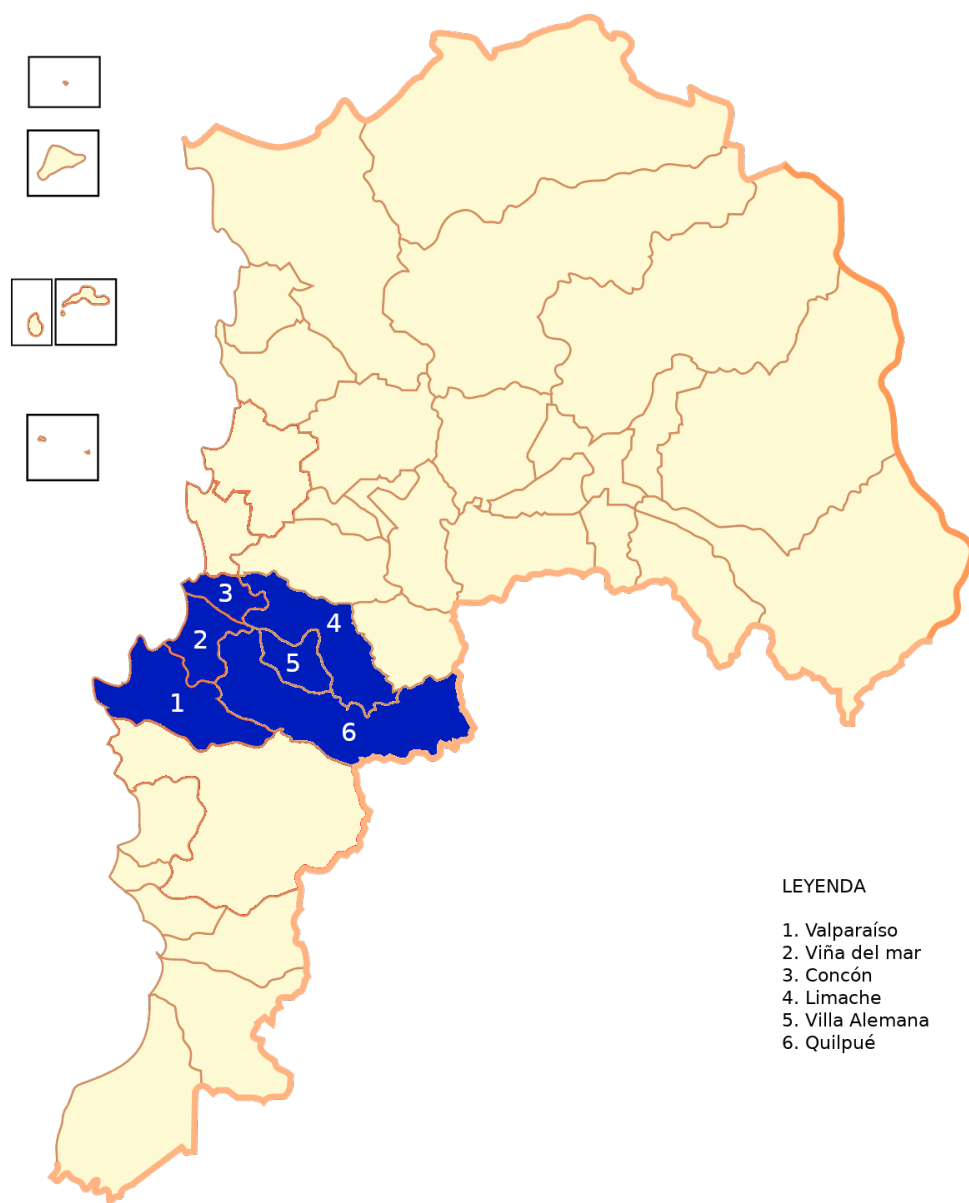 3
4
2
5
1
6
LEYENDA
1. Valparaíso
2. Viña del mar
3. Concón
4. Limache
5. Villa Alemana
6. Quilpué